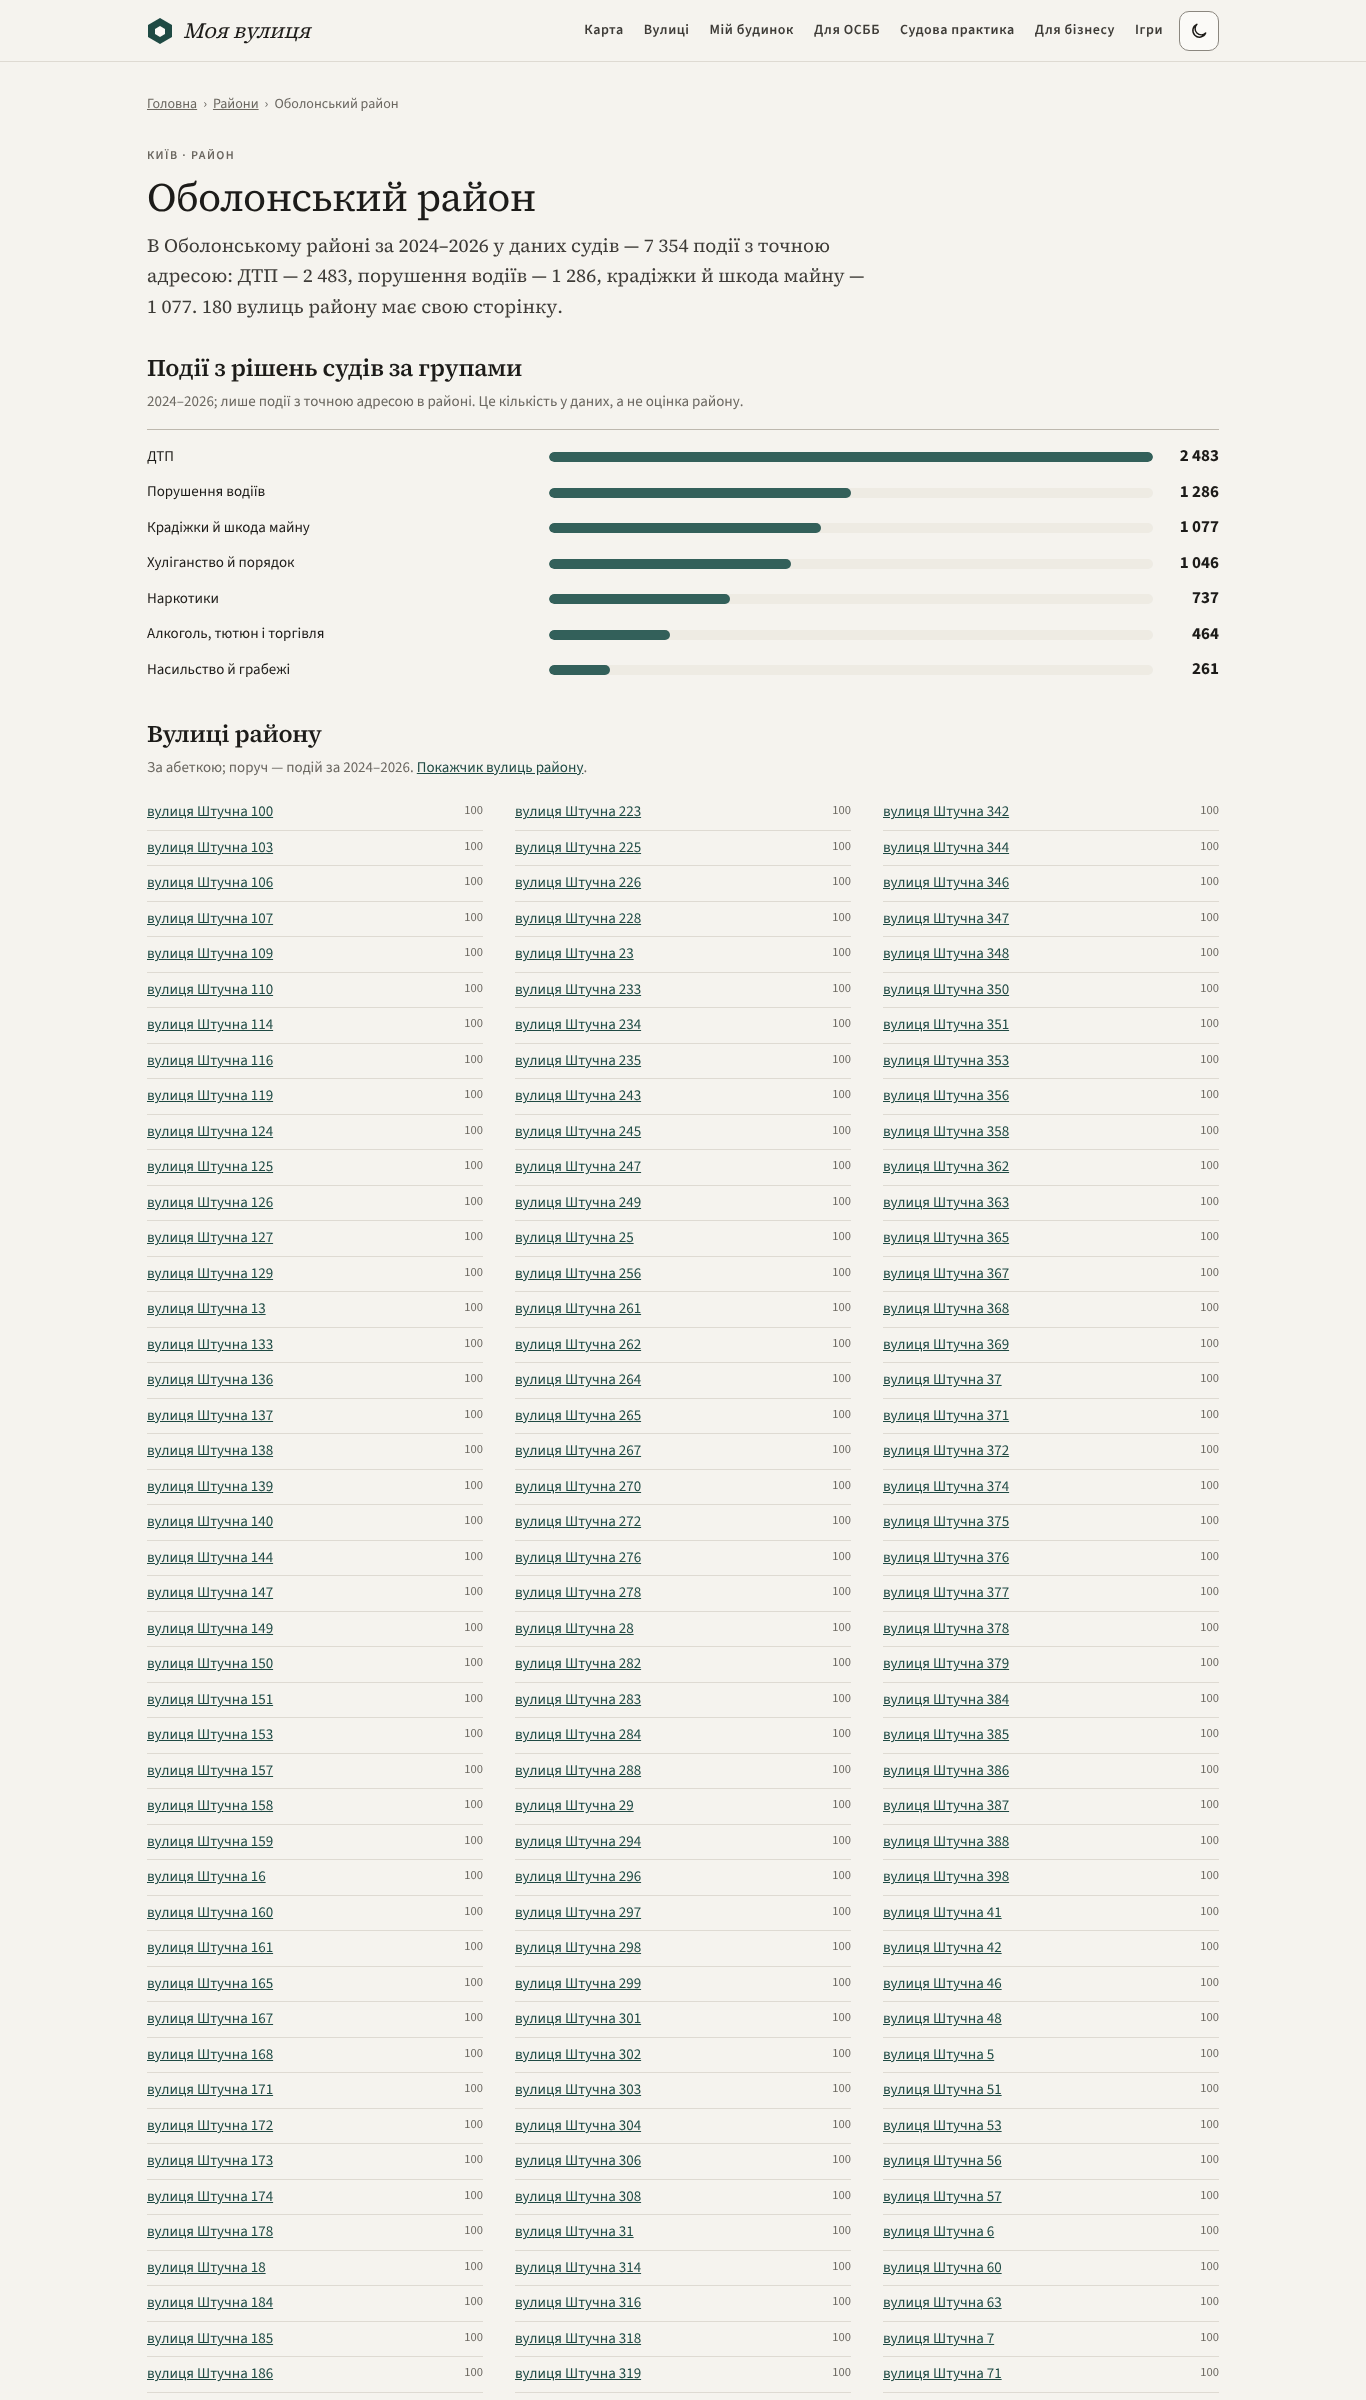 Моя вулиця
Карта Вулиці Мій будинок Для ОСББ Судова практика Для бізнесу Ігри
Головна › Райони › Оболонський район
КИЇВ · РАЙОН
Оболонський район
В Оболонському районі за 2024–2026 у даних судів — 7 354 події з точною
адресою: ДТП — 2 483, порушення водіїв — 1 286, крадіжки й шкода майну —
1 077. 180 вулиць району має свою сторінку.
Події з рішень судів за групами
2024–2026; лише події з точною адресою в районі. Це кількість у даних, а не оцінка району.
ДТП 2 483
Порушення водіїв 1 286
Крадіжки й шкода майну 1 077
Хуліганство й порядок 1 046
Наркотики 737
Алкоголь, тютюн і торгівля 464
Насильство й грабежі 261
Вулиці району
За абеткою; поруч — подій за 2024–2026. Покажчик вулиць району.
вулиця Штучна 100 100 вулиця Штучна 223 100 вулиця Штучна 342 100
вулиця Штучна 103 100 вулиця Штучна 225 100 вулиця Штучна 344 100
вулиця Штучна 106 100 вулиця Штучна 226 100 вулиця Штучна 346 100
вулиця Штучна 107 100 вулиця Штучна 228 100 вулиця Штучна 347 100
вулиця Штучна 109 100 вулиця Штучна 23 100 вулиця Штучна 348 100
вулиця Штучна 110 100 вулиця Штучна 233 100 вулиця Штучна 350 100
вулиця Штучна 114 100 вулиця Штучна 234 100 вулиця Штучна 351 100
вулиця Штучна 116 100 вулиця Штучна 235 100 вулиця Штучна 353 100
вулиця Штучна 119 100 вулиця Штучна 243 100 вулиця Штучна 356 100
вулиця Штучна 124 100 вулиця Штучна 245 100 вулиця Штучна 358 100
вулиця Штучна 125 100 вулиця Штучна 247 100 вулиця Штучна 362 100
вулиця Штучна 126 100 вулиця Штучна 249 100 вулиця Штучна 363 100
вулиця Штучна 127 100 вулиця Штучна 25 100 вулиця Штучна 365 100
вулиця Штучна 129 100 вулиця Штучна 256 100 вулиця Штучна 367 100
вулиця Штучна 13 100 вулиця Штучна 261 100 вулиця Штучна 368 100
вулиця Штучна 133 100 вулиця Штучна 262 100 вулиця Штучна 369 100
вулиця Штучна 136 100 вулиця Штучна 264 100 вулиця Штучна 37 100
вулиця Штучна 137 100 вулиця Штучна 265 100 вулиця Штучна 371 100
вулиця Штучна 138 100 вулиця Штучна 267 100 вулиця Штучна 372 100
вулиця Штучна 139 100 вулиця Штучна 270 100 вулиця Штучна 374 100
вулиця Штучна 140 100 вулиця Штучна 272 100 вулиця Штучна 375 100
вулиця Штучна 144 100 вулиця Штучна 276 100 вулиця Штучна 376 100
вулиця Штучна 147 100 вулиця Штучна 278 100 вулиця Штучна 377 100
вулиця Штучна 149 100 вулиця Штучна 28 100 вулиця Штучна 378 100
вулиця Штучна 150 100 вулиця Штучна 282 100 вулиця Штучна 379 100
вулиця Штучна 151 100 вулиця Штучна 283 100 вулиця Штучна 384 100
вулиця Штучна 153 100 вулиця Штучна 284 100 вулиця Штучна 385 100
вулиця Штучна 157 100 вулиця Штучна 288 100 вулиця Штучна 386 100
вулиця Штучна 158 100 вулиця Штучна 29 100 вулиця Штучна 387 100
вулиця Штучна 159 100 вулиця Штучна 294 100 вулиця Штучна 388 100
вулиця Штучна 16 100 вулиця Штучна 296 100 вулиця Штучна 398 100
вулиця Штучна 160 100 вулиця Штучна 297 100 вулиця Штучна 41 100
вулиця Штучна 161 100 вулиця Штучна 298 100 вулиця Штучна 42 100
вулиця Штучна 165 100 вулиця Штучна 299 100 вулиця Штучна 46 100
вулиця Штучна 167 100 вулиця Штучна 301 100 вулиця Штучна 48 100
вулиця Штучна 168 100 вулиця Штучна 302 100 вулиця Штучна 5 100
вулиця Штучна 171 100 вулиця Штучна 303 100 вулиця Штучна 51 100
вулиця Штучна 172 100 вулиця Штучна 304 100 вулиця Штучна 53 100
вулиця Штучна 173 100 вулиця Штучна 306 100 вулиця Штучна 56 100
вулиця Штучна 174 100 вулиця Штучна 308 100 вулиця Штучна 57 100
вулиця Штучна 178 100 вулиця Штучна 31 100 вулиця Штучна 6 100
вулиця Штучна 18 100 вулиця Штучна 314 100 вулиця Штучна 60 100
вулиця Штучна 184 100 вулиця Штучна 316 100 вулиця Штучна 63 100
вулиця Штучна 185 100 вулиця Штучна 318 100 вулиця Штучна 7 100
вулиця Штучна 186 100 вулиця Штучна 319 100 вулиця Штучна 71 100